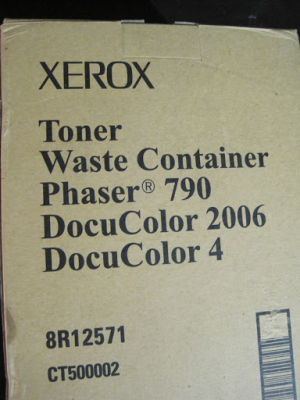 XEROX
Toner
Waste Container
Phaser® 790
DocuColor 2006
DocuColor 4
8R12571
CT500002